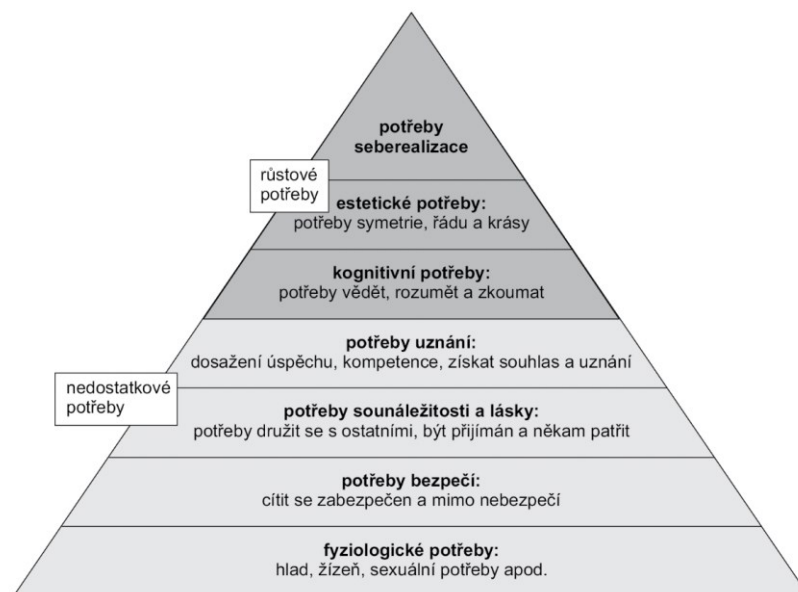 potřeby
seberealizace
růstové
potřeby
estetické potřeby:
potřeby symetrie, řádu a krásy
kognitivní potřeby:
potřeby vědět, rozumět a zkoumat
potřeby uznání:
dosažení úspěchu, kompetence, získat souhlas a uznání
nedostatkové
potřeby
potřeby sounáležitosti a lásky:
potřeby družit se s ostatními, být přijímán a někam patřit
potřeby bezpečí:
cítit se zabezpečen a mimo nebezpečí
fyziologické potřeby:
hlad, žízeň, sexuální potřeby apod.